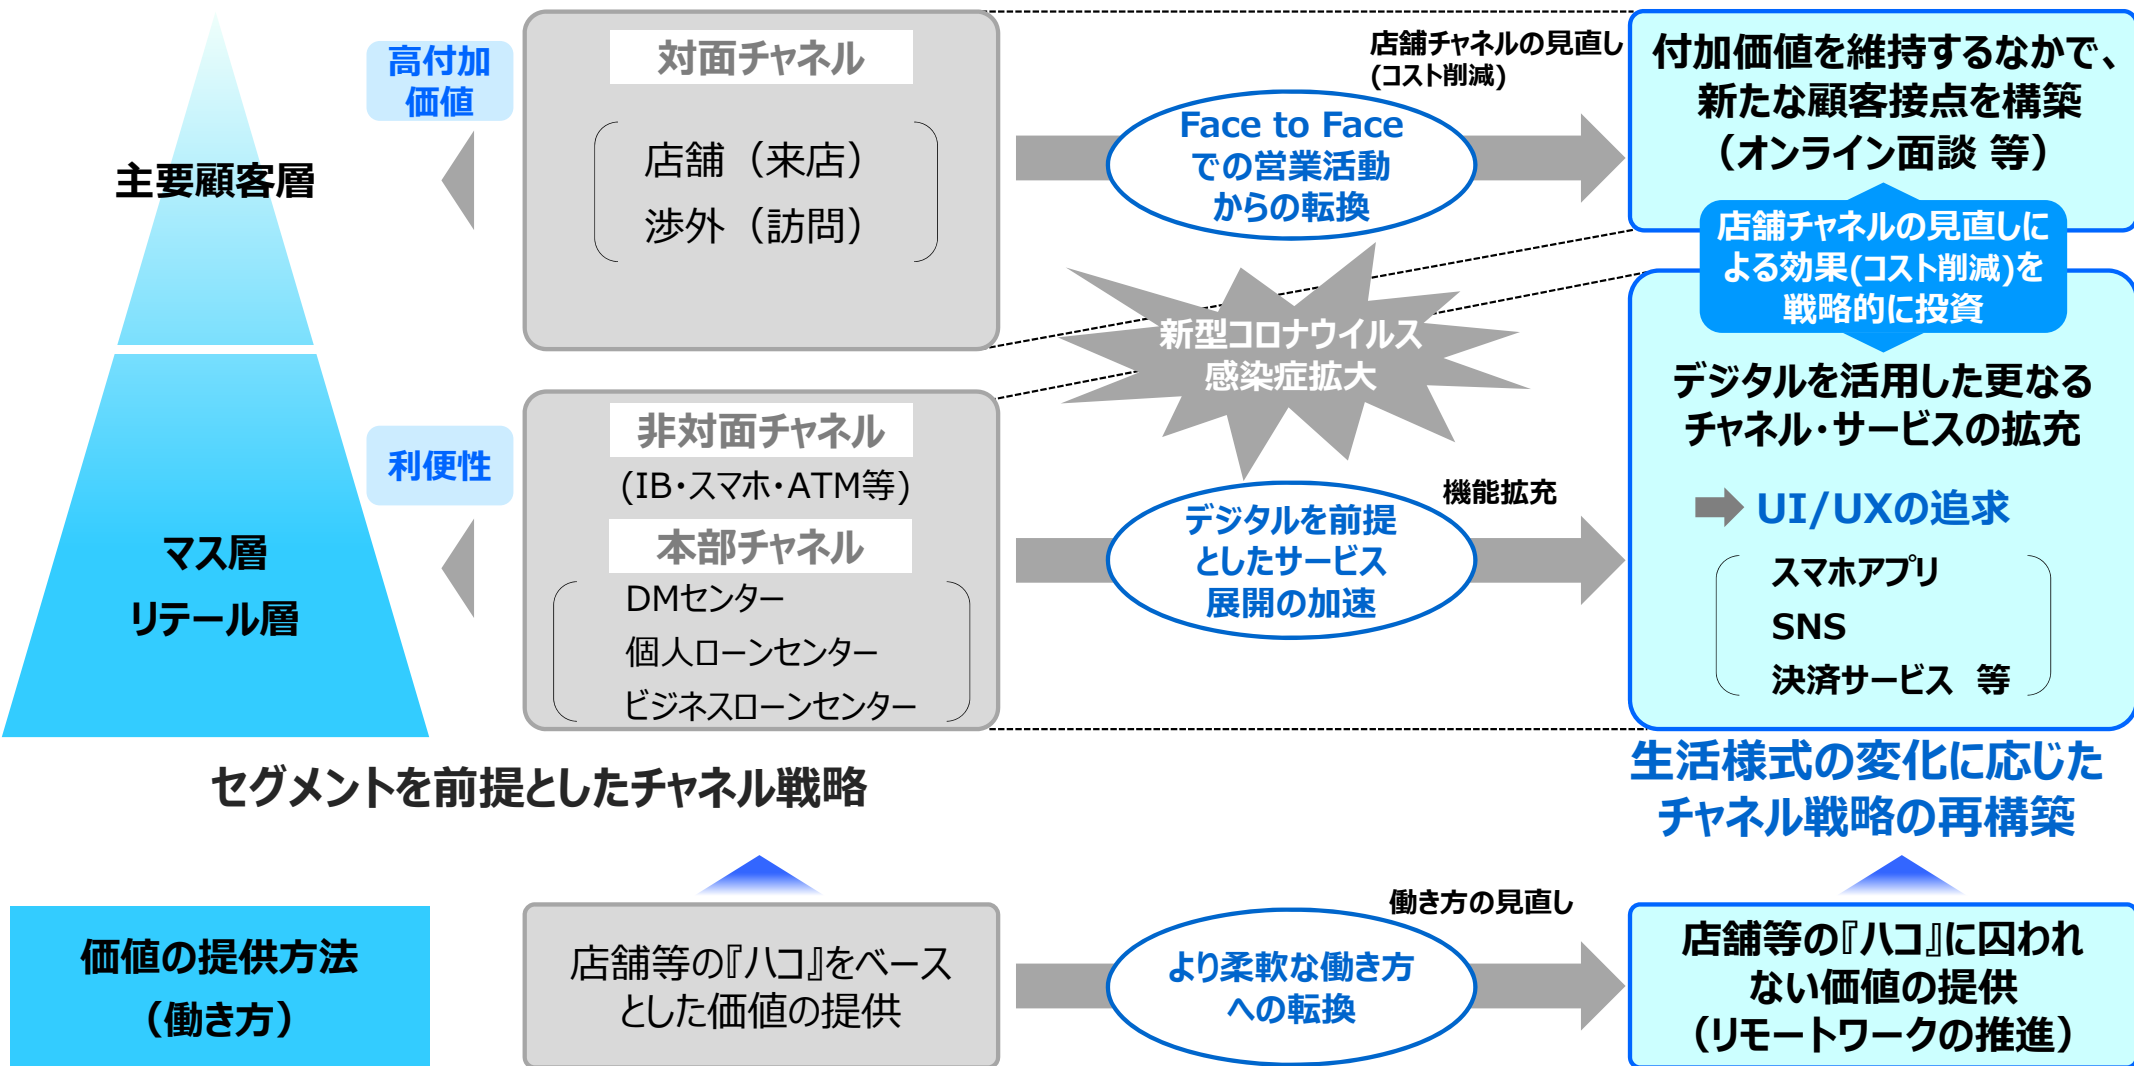 主要顧客層
マス層
リテール層
高付加
価値
利便性
対面チャネル
店舗（来店）
渉外（訪問）
非対面チャネル
(IB・スマホ・ATM等)
本部チャネル
DMセンター
個人ローンセンター
ビジネスローンセンター
店舗チャネルの見直し
(コスト削減)
Face to Face
での営業活動
からの転換
新型コロナウイルス
感染症拡大
機能拡充
デジタルを前提
としたサービス
展開の加速
付加価値を維持するなかで、
新たな顧客接点を構築
（オンライン面談 等）
店舗チャネルの見直しに
よる効果(コスト削減)を
戦略的に投資
デジタルを活用した更なる
チャネル・サービスの拡充
UI/UXの追求
スマホアプリ
SNS
決済サービス 等
セグメントを前提としたチャネル戦略
生活様式の変化に応じた
チャネル戦略の再構築
価値の提供方法
（働き方）
店舗等の『ハコ』をベース
とした価値の提供
働き方の見直し
より柔軟な働き方
への転換
店舗等の『ハコ』に囚われ
ない価値の提供
（リモートワークの推進）